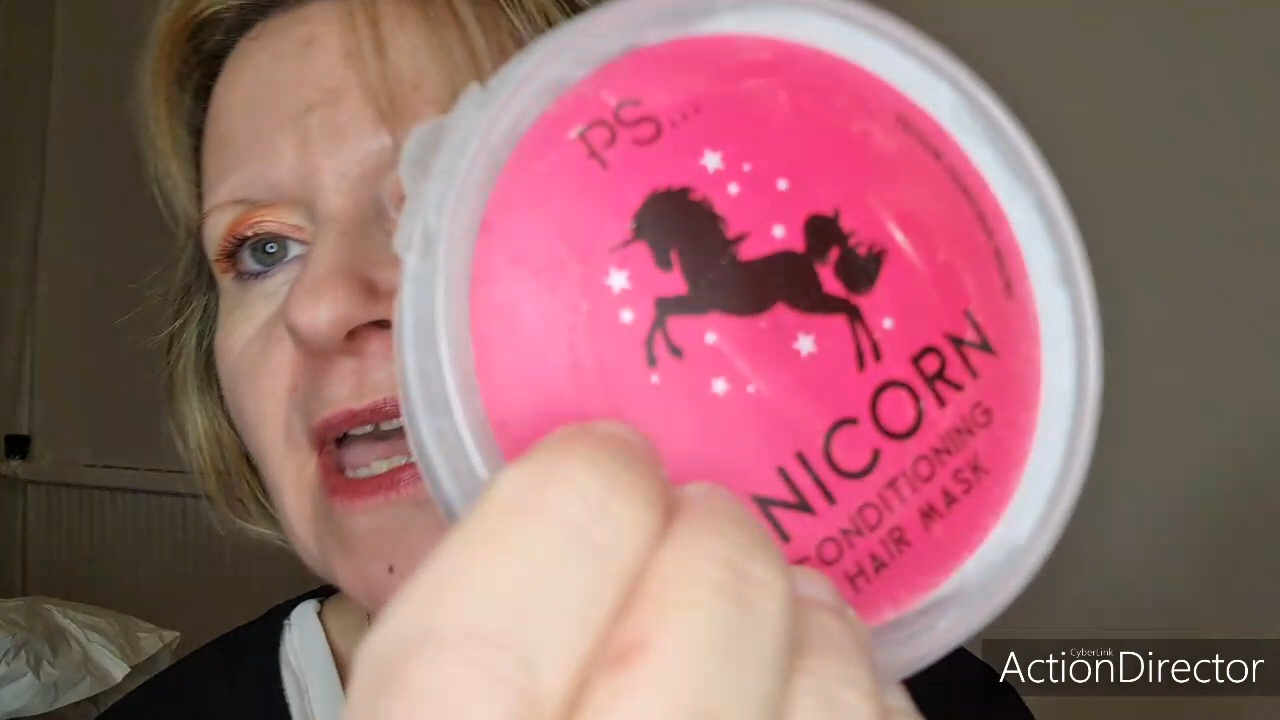 PS...
NICORN
CONDITIONING
HAIR MASK
CyberLink
ActionDirector